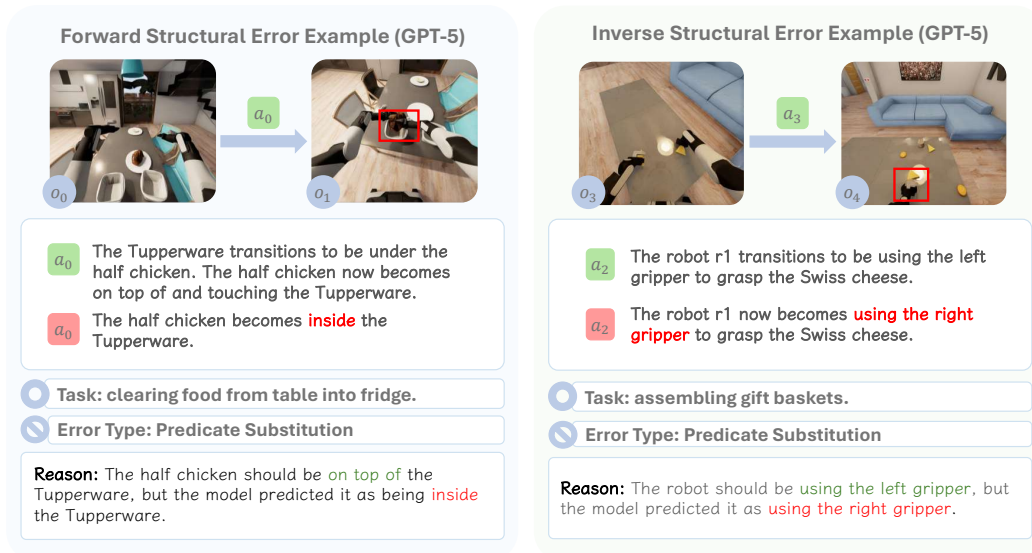 Forward Structural Error Example (GPT-5)
a0
o0
o1
a0 The Tupperware transitions to be under the
half chicken. The half chicken now becomes
on top of and touching the Tupperware.
a0 The half chicken becomes inside the
Tupperware.
Task: clearing food from table into fridge.
Error Type: Predicate Substitution
Reason: The half chicken should be on top of the
Tupperware, but the model predicted it as being inside
the Tupperware.
Inverse Structural Error Example (GPT-5)
a3
o3
o4
a2 The robot r1 transitions to be using the left
gripper to grasp the Swiss cheese.
a2 The robot r1 now becomes using the right
gripper to grasp the Swiss cheese.
Task: assembling gift baskets.
Error Type: Predicate Substitution
Reason: The robot should be using the left gripper, but
the model predicted it as using the right gripper.